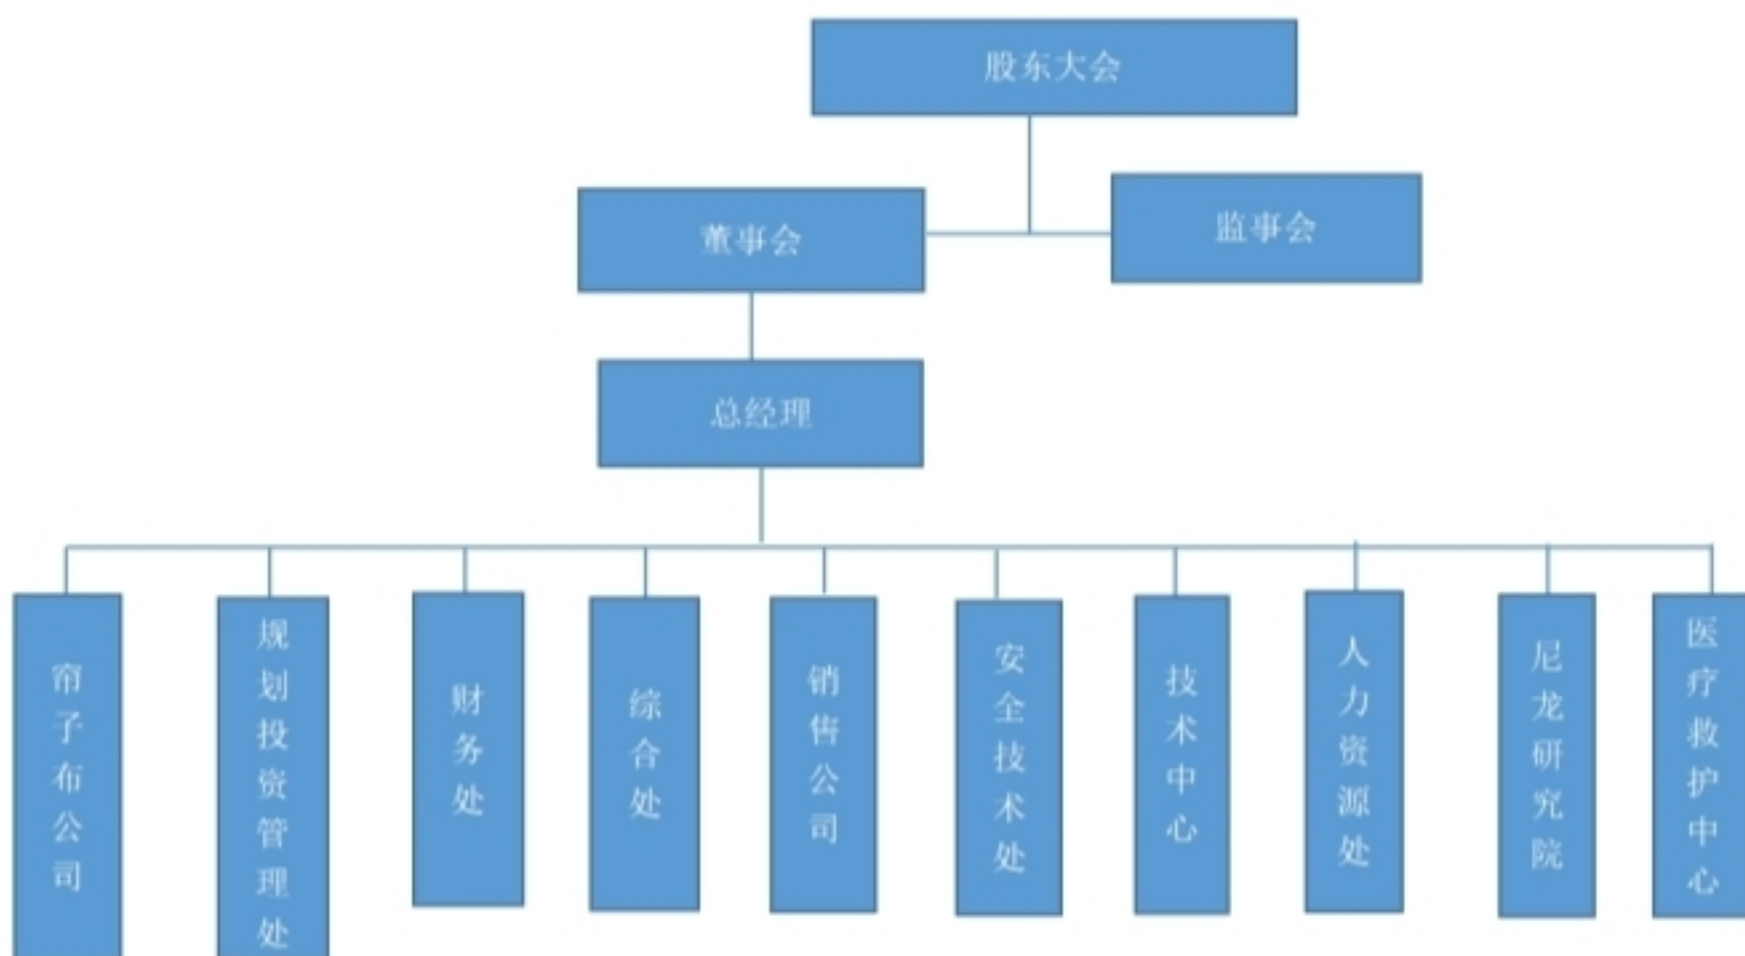 股东大会
董事会
监事会
总经理
帘子布公司
规划投资管理处
财务处
综合处
销售公司
安全技术处
技术中心
人力资源处
尼龙研究院
医疗救护中心